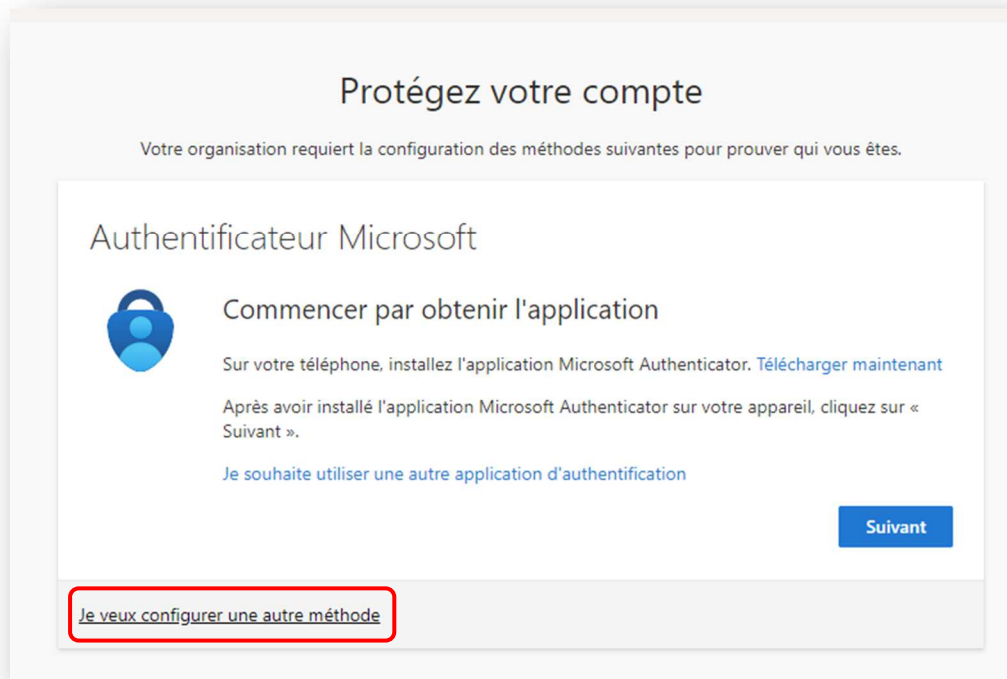 Protégez votre compte
Votre organisation requiert la configuration des méthodes suivantes pour prouver qui vous êtes.
Authentificateur Microsoft
Commencer par obtenir l'application
Sur votre téléphone, installez l'application Microsoft Authenticator. Télécharger maintenant
Après avoir installé l'application Microsoft Authenticator sur votre appareil, cliquez sur «
Suivant ».
Je souhaite utiliser une autre application d'authentification
Suivant
Je veux configurer une autre méthode